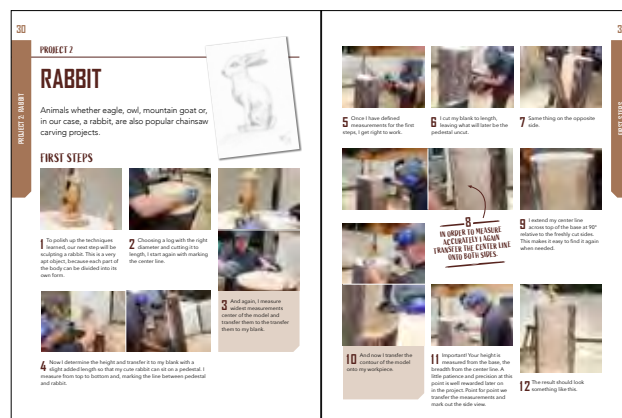 30
PROJECT 2
PROJECT 2: RABBIT
RABBIT
Animals whether eagle, owl, mountain goat or,
in our case, a rabbit, are also popular chainsaw
carving projects.
FIRST STEPS
1 To polish up the techniques
learned, our next step will be
sculpting a rabbit. This is a very
apt object, because each part of
the body can be divided into its
own form.
2 Choosing a log with the right
diameter and cutting it to
length, I start again with marking
the center line.
3 And again, I measure
widest measurements
center of the model and
transfer them to the transfer
them to my blank.
4 Now I determine the height and transfer it to my blank with a
slight added length so that my cute rabbit can sit on a pedestal. I
measure from top to bottom and, marking the line between pedestal
and rabbit.
3
FIRST STEPS
5 Once I have defined
measurements for the first
steps, I get right to work.
6 I cut my blank to length,
leaving what will later be the
pedestal uncut.
7 Same thing on the opposite
side.
8
IN ORDER TO MEASURE
ACCURATELY I AGAIN
TRANSFER THE CENTER LINE
ONTO BOTH SIDES.
9 I extend my center line
across top of the base at 90°
relative to the freshly cut sides.
This makes it easy to find it again
when needed.
10 And now I transfer the
contour of the model
onto my workpiece.
11 Important! Your height is
measured from the base, the
breadth from the center line. A
little patience and precision at this
point is well rewarded later on
in the project. Point for point we
transfer the measurements and
mark out the side view.
12 The result should look
something like this.